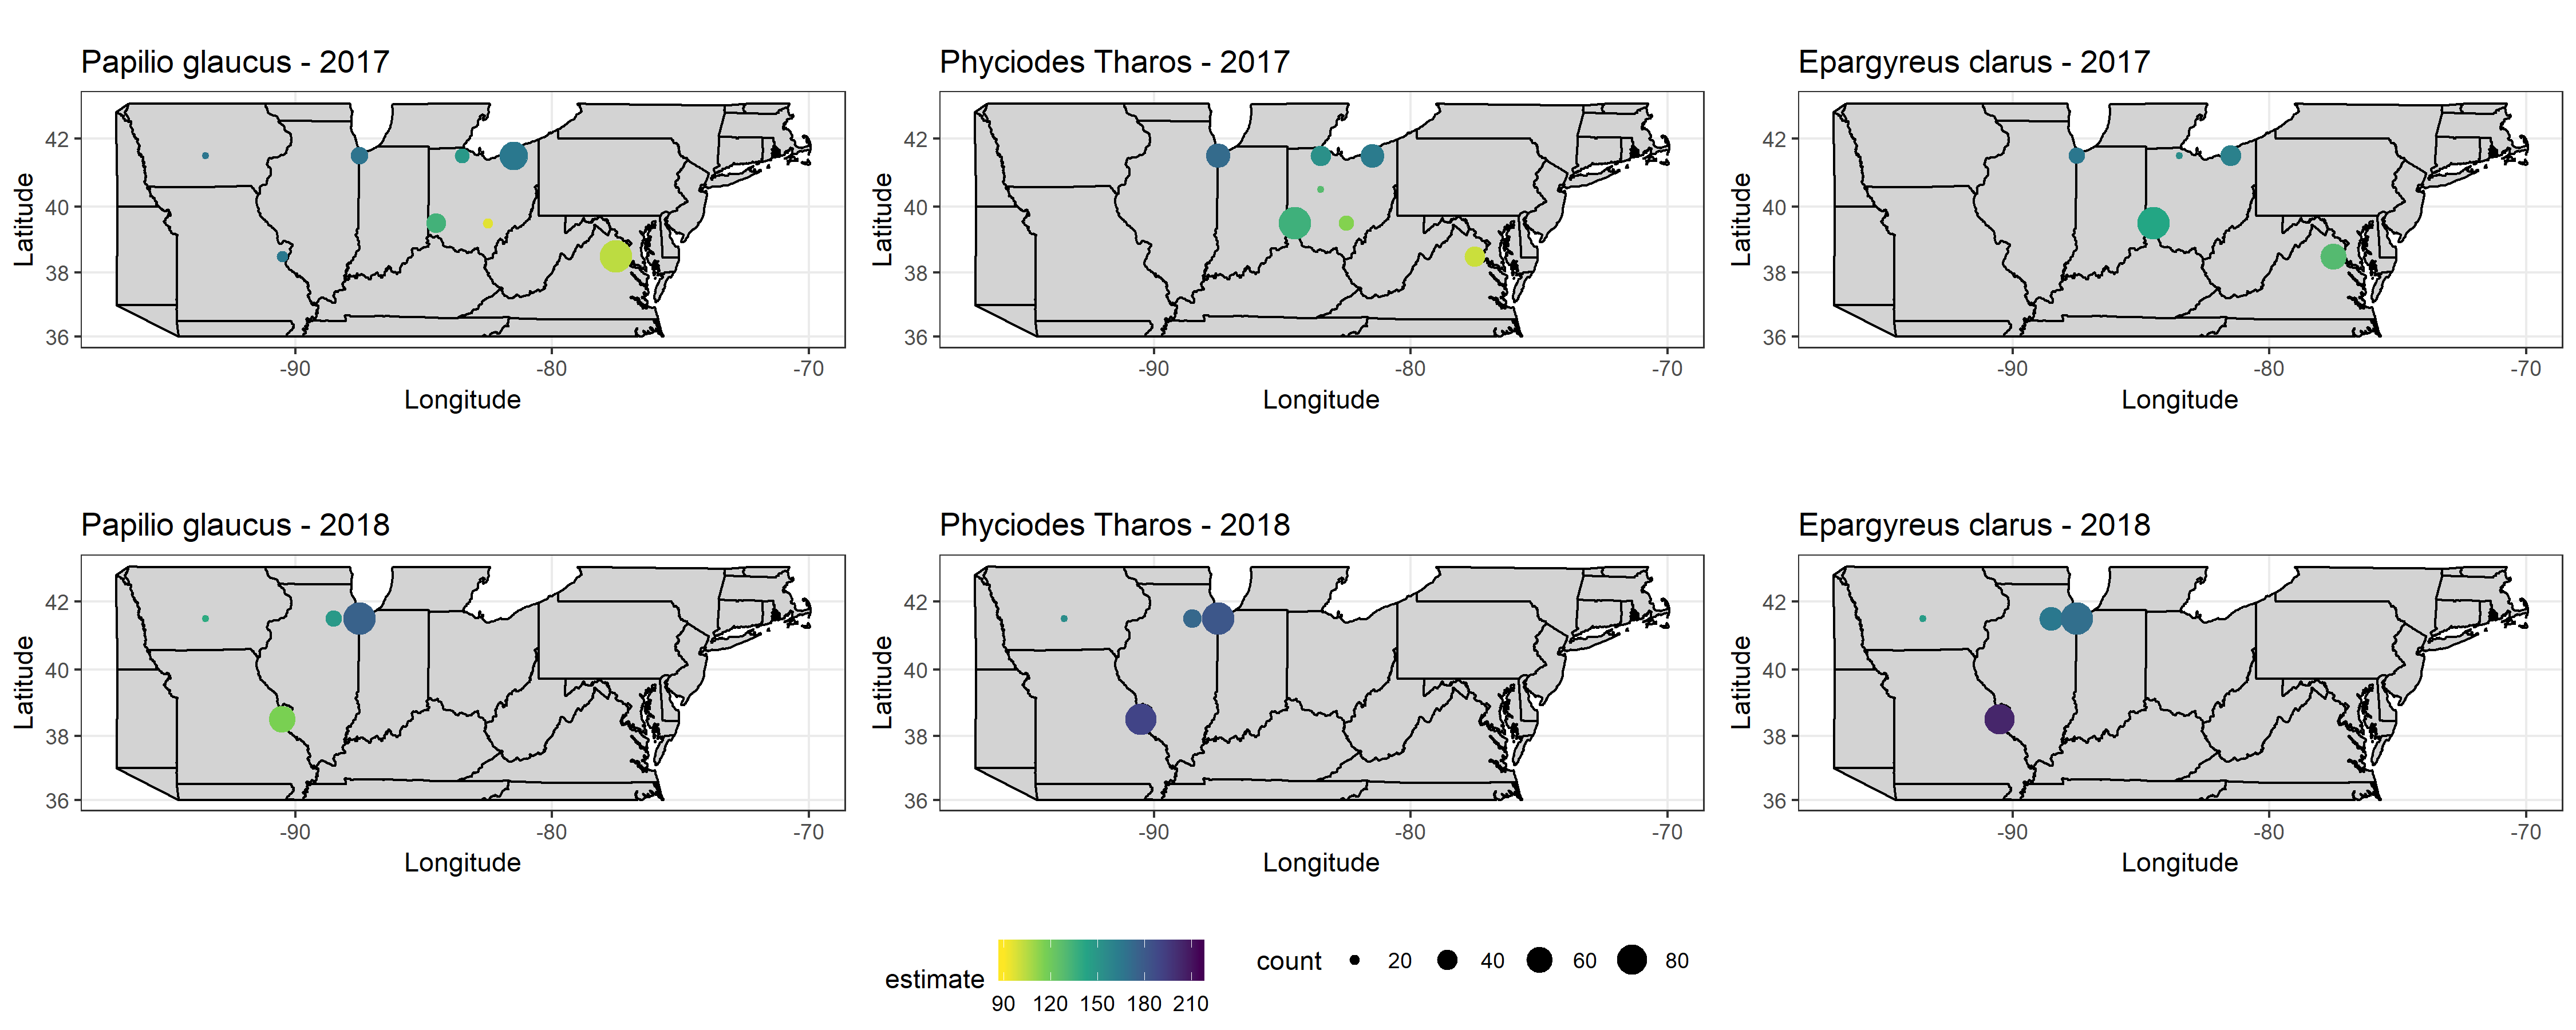 Papilio glaucus - 2017
Phyciodes Tharos - 2017
Epargyreus clarus - 2017
Latitude
42
40
38
36
-90
-80
-70
Longitude
Latitude
42
40
38
36
-90
-80
-70
Longitude
Latitude
42
40
38
36
-90
-80
-70
Longitude
Papilio glaucus - 2018
Phyciodes Tharos - 2018
Epargyreus clarus - 2018
Latitude
42
40
38
36
-90
-80
-70
Longitude
Latitude
42
40
38
36
-90
-80
-70
Longitude
Latitude
42
40
38
36
-90
-80
-70
Longitude
estimate
90 120 150 180 210
count 20 40 60 80